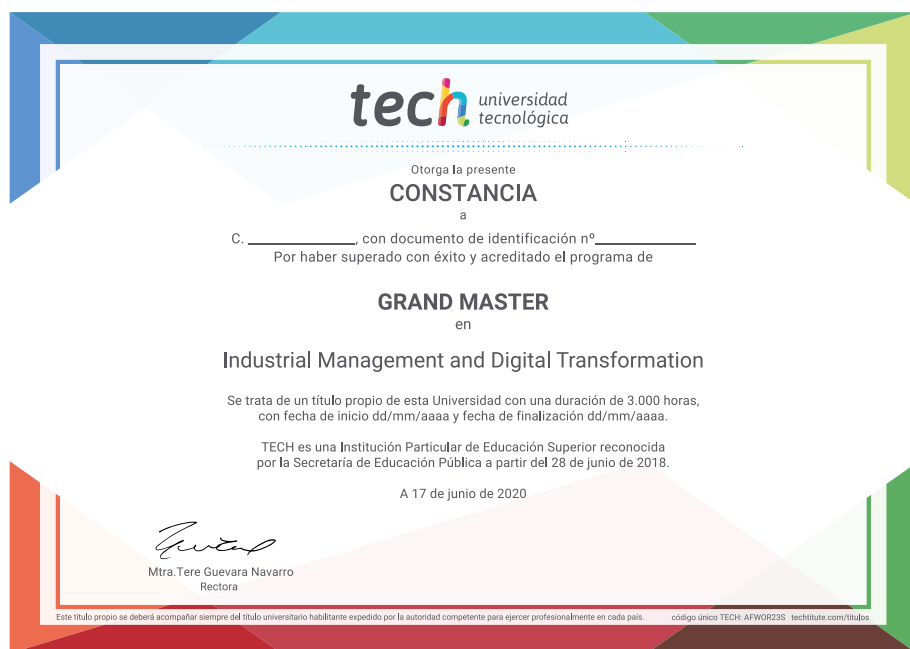 tech universidad
tecnológica
Otorga la presente
CONSTANCIA
a
C. ____________, con documento de identificación nº____________
Por haber superado con éxito y acreditado el programa de
GRAND MASTER
en
Industrial Management and Digital Transformation
Se trata de un título propio de esta Universidad con una duración de 3.000 horas,
con fecha de inicio dd/mm/aaaa y fecha de finalización dd/mm/aaaa.
TECH es una Institución Particular de Educación Superior reconocida
por la Secretaría de Educación Pública a partir del 28 de junio de 2018.
A 17 de junio de 2020
Mtra.Tere Guevara Navarro
Rectora
Este título propio se deberá acompañar siempre del título universitario habilitante expedido por la autoridad competente para ejercer profesionalmente en cada país. código único TECH: AFWOR23S techtitute.com/titulos